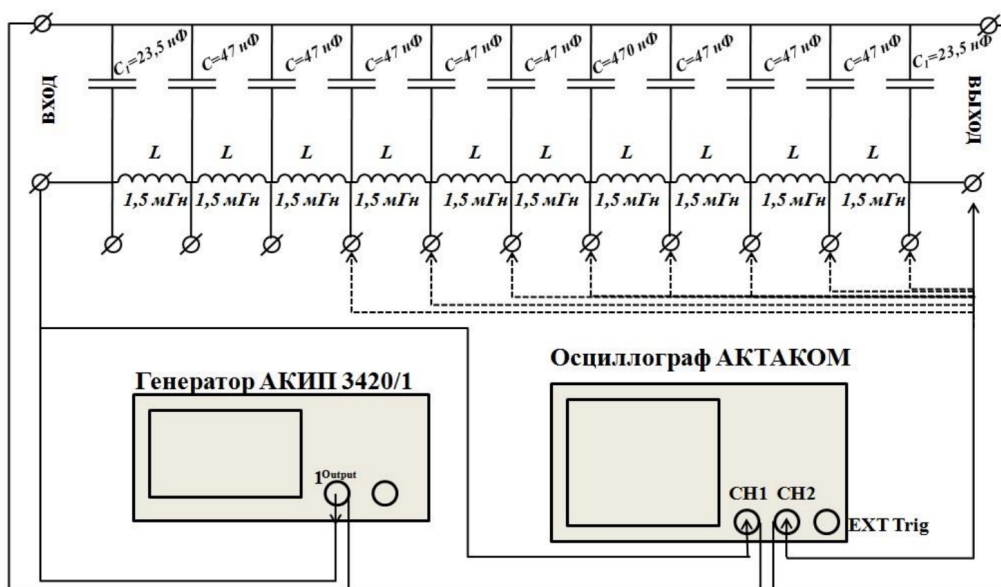 C₁=23,5 нФ C=47 нФ C=47 нФ C=47 нФ C=47 нФ C=47 нФ C=470 нФ C=47 нФ C=47 нФ C=47 нФ C₁=23,5 нФ
ВХОД
ВЫХОД
L L L L L L L L L L
1,5 мГн 1,5 мГн 1,5 мГн 1,5 мГн 1,5 мГн 1,5 мГн 1,5 мГн 1,5 мГн 1,5 мГн 1,5 мГн
Генератор АКИП 3420/1
Осциллограф АКТАКОМ
1 Output
CH1 CH2
EXT Trig